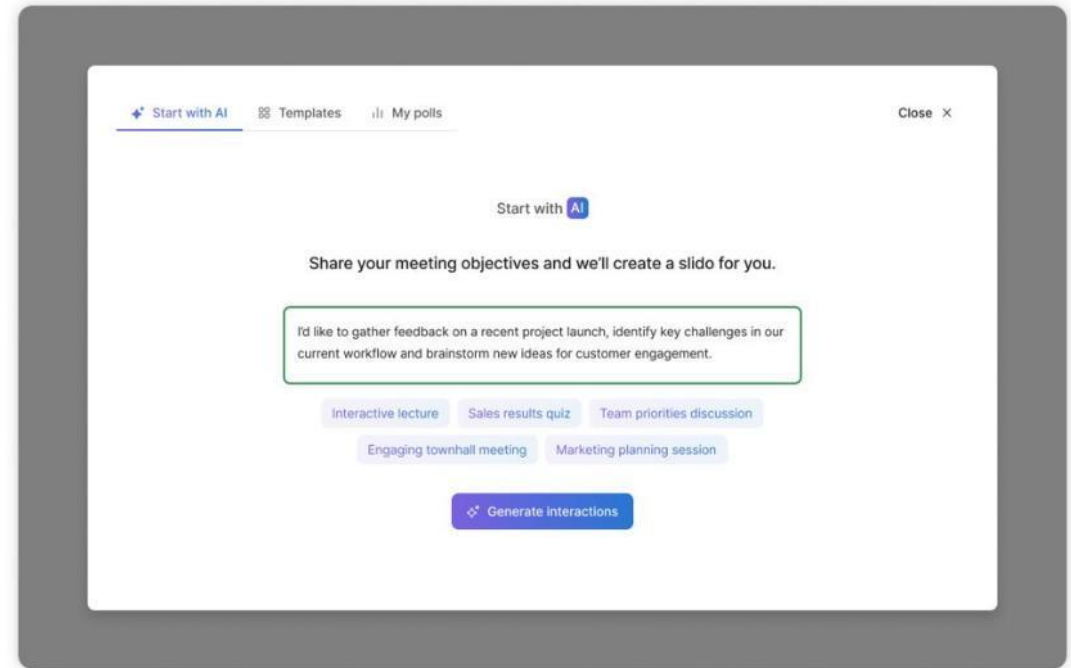 Start with AI
Templates
My polls
Close
Start with AI
Share your meeting objectives and we'll create a slido for you.
I'd like to gather feedback on a recent project launch, identify key challenges in our
current workflow and brainstorm new ideas for customer engagement.
Interactive lecture
Sales results quiz
Team priorities discussion
Engaging townhall meeting
Marketing planning session
Generate interactions